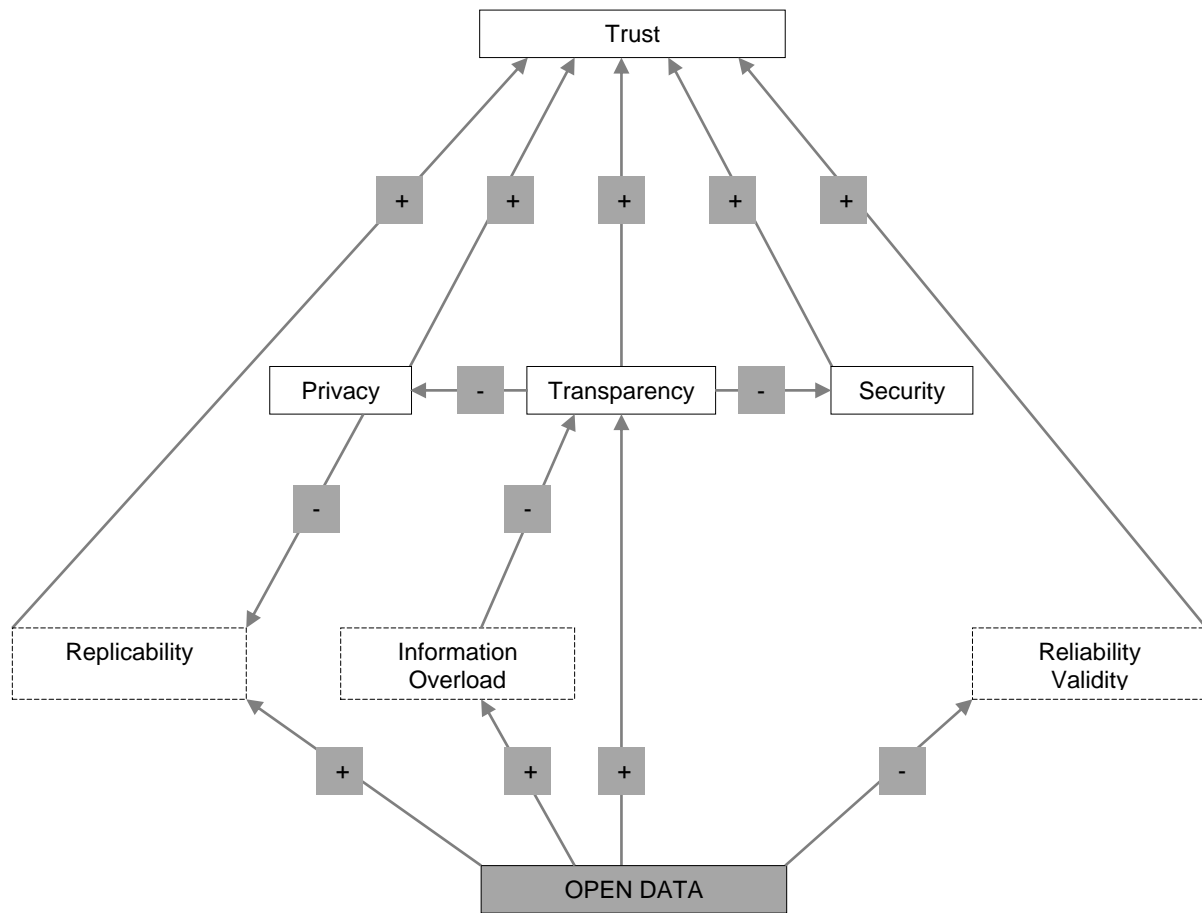 Trust
+ + + + +
Privacy - Transparency - Security
- -
Replicability Information Reliability
Overload Validity
+ + + -
OPEN DATA